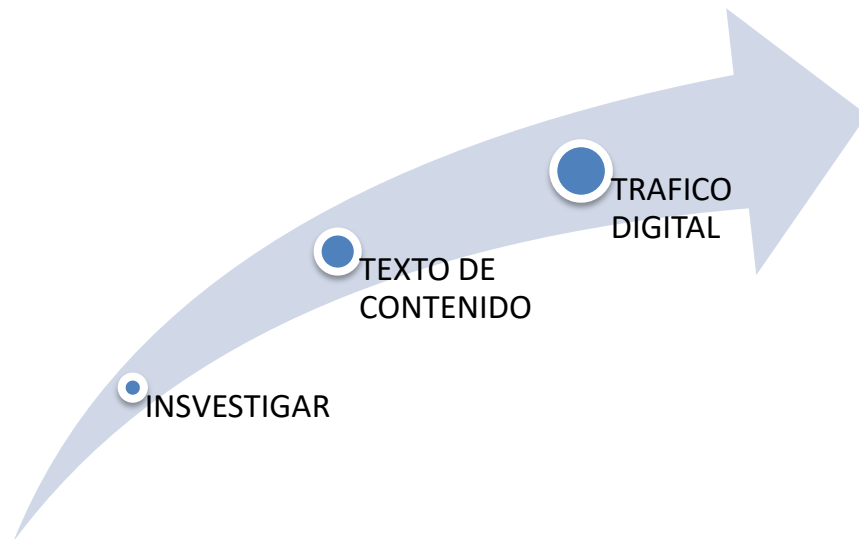 TRAFICO
DIGITAL
TEXTO DE
CONTENIDO
INSVESTIGAR